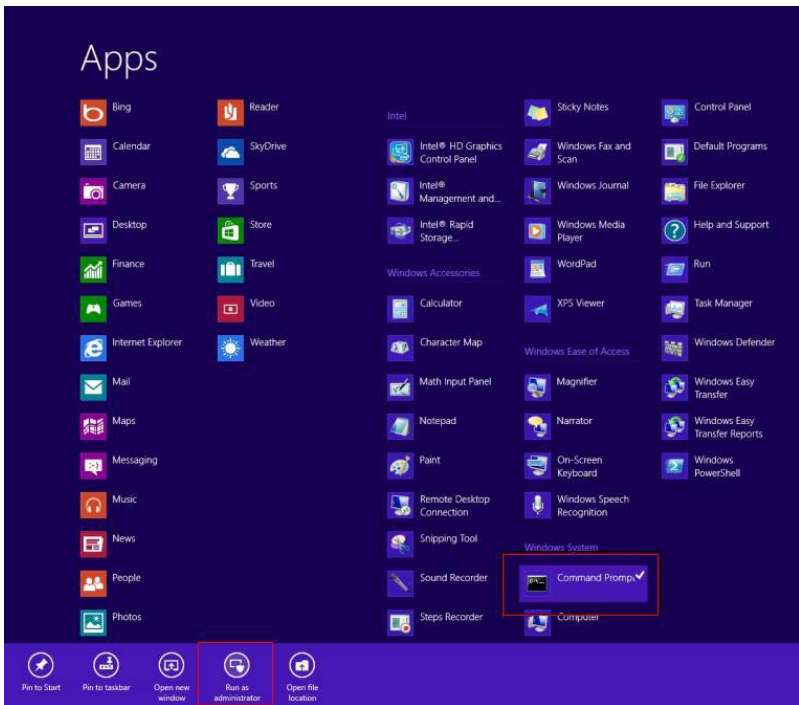 Apps
Bing
Calendar
Camera
Desktop
Finance
Games
Internet Explorer
Mail
Maps
Messaging
Music
News
People
Photos
Reader
SkyDrive
Sports
Store
Travel
Video
Weather
Intel
Intel® HD Graphics
Control Panel
Intel®
Management and...
Intel® Rapid
Storage...
Windows Accessories
Calculator
Character Map
Math Input Panel
Notepad
Paint
Remote Desktop
Connection
Snipping Tool
Sound Recorder
Steps Recorder
Sticky Notes
Windows Fax and
Scan
Windows Journal
Windows Media
Player
WordPad
XPS Viewer
Windows Ease of Access
Magnifier
Narrator
On-Screen
Keyboard
Windows Speech
Recognition
Windows System
Command Prompt
Computer
Control Panel
Default Programs
File Explorer
Help and Support
Run
Task Manager
Windows Defender
Windows Easy
Transfer
Windows Easy
Transfer Reports
Windows
PowerShell
Pin to Start
Pin to taskbar
Open new
window
Run as
administrator
Open file
location